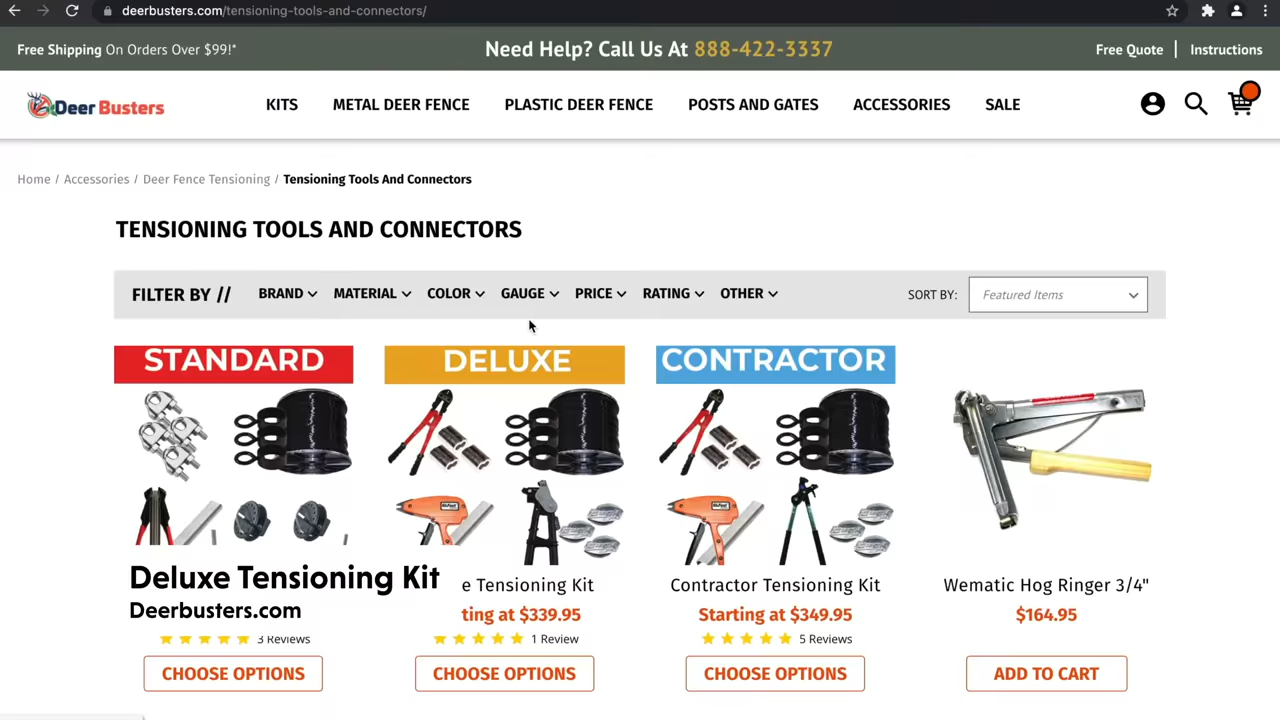 deerbusters.com/tensioning-tools-and-connectors/
Free Shipping On Orders Over $99!*
Need Help? Call Us At 888-422-3337
Free Quote | Instructions
Deer Busters
KITS METAL DEER FENCE PLASTIC DEER FENCE POSTS AND GATES ACCESSORIES SALE
Home / Accessories / Deer Fence Tensioning / Tensioning Tools And Connectors
TENSIONING TOOLS AND CONNECTORS
FILTER BY // BRAND MATERIAL COLOR GAUGE PRICE RATING OTHER SORT BY: Featured Items
STANDARD DELUXE CONTRACTOR
Deluxe Tensioning Kit
Deerbusters.com
e Tensioning Kit Contractor Tensioning Kit Wematic Hog Ringer 3/4"
ting at $339.95 Starting at $349.95 $164.95
3 Reviews 1 Review 5 Reviews
CHOOSE OPTIONS CHOOSE OPTIONS CHOOSE OPTIONS ADD TO CART